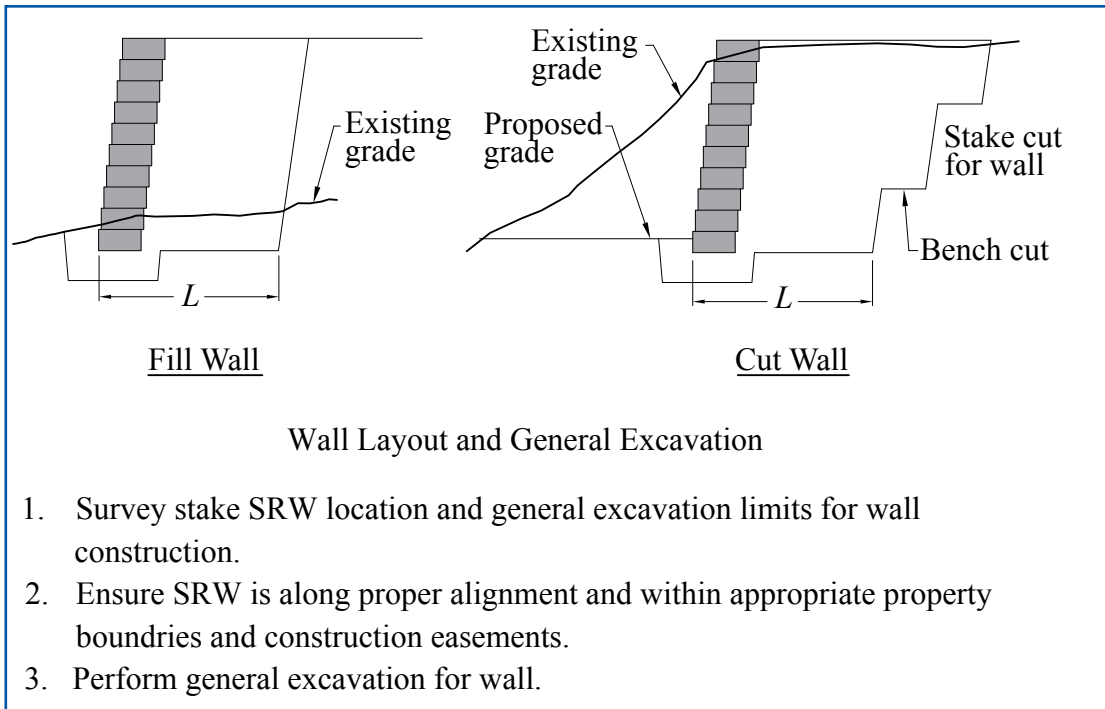 Existing
grade
L
Fill Wall
Existing
grade
Proposed
grade
Stake cut
for wall
Bench cut
L
Cut Wall
Wall Layout and General Excavation
1. Survey stake SRW location and general excavation limits for wall
construction.
2. Ensure SRW is along proper alignment and within appropriate property
boundries and construction easements.
3. Perform general excavation for wall.